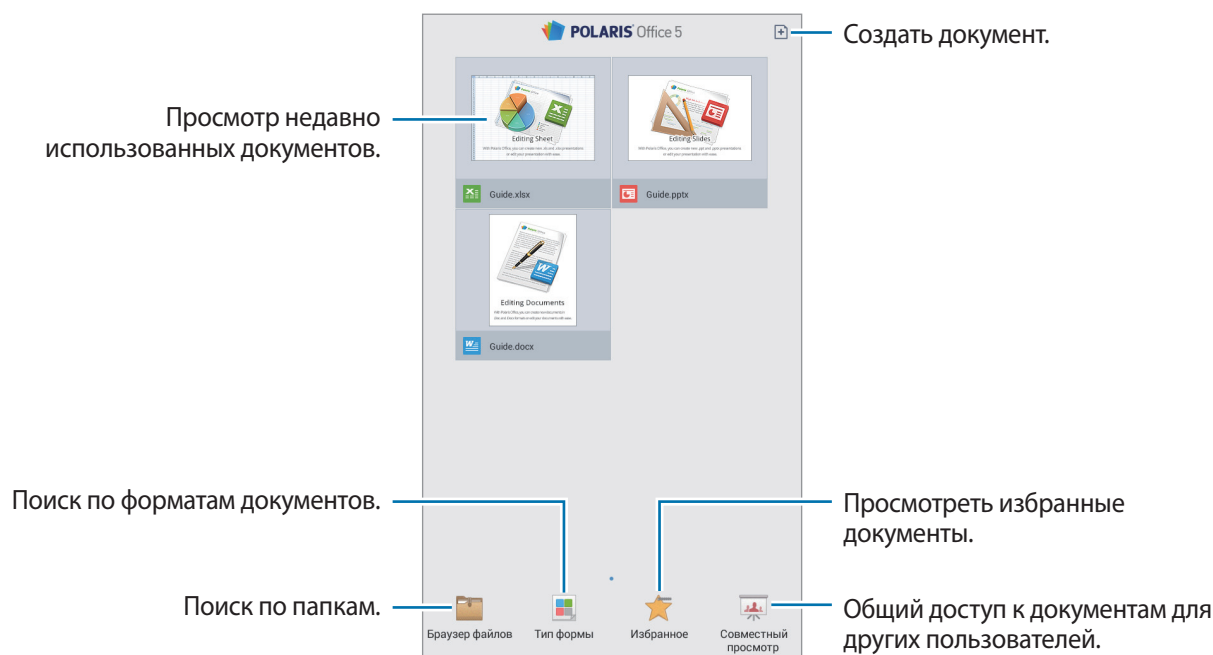 POLARIS Office 5
Создать документ.
Просмотр недавно
использованных документов.
Editing Sheet
Editing Slides
Guide.xlsx
Guide.pptx
Editing Documents
Guide.docx
Поиск по форматам документов.
Просмотреть избранные
документы.
Поиск по папкам.
Общий доступ к документам для
других пользователей.
Браузер файлов
Тип формы
Избранное
Совместный
просмотр